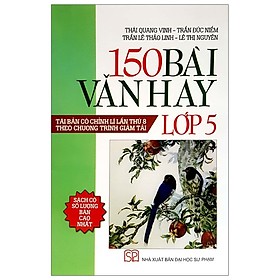 THÁI QUANG VINH - TRẦN ĐỨC NIỀM
TRẦN LÊ THẢO LINH - LÊ THỊ NGUYÊN
150 BÀI
VĂN HAY
TÁI BẢN CÓ CHỈNH LÍ LẦN THỨ 8
THEO CHƯƠNG TRÌNH GIẢM TẢI
LỚP 5
SÁCH CÓ
SỐ LƯỢNG
BÁN
CAO
NHẤT
SP
NHÀ XUẤT BẢN ĐẠI HỌC SƯ PHẠM